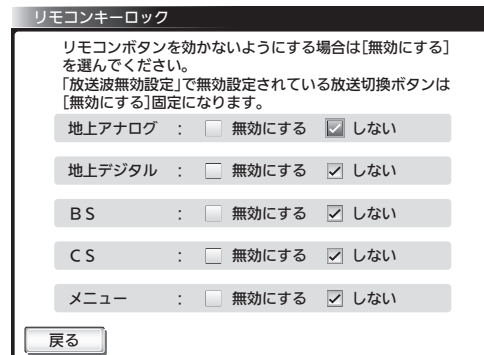 リモコンキーロック
リモコンボタンを効かないようにする場合は[無効にする]
を選んでください。
「放送波無効設定」で無効設定されている放送切換ボタンは
[無効にする]固定になります。
地上アナログ : 無効にする しない
地上デジタル : 無効にする しない
BS : 無効にする しない
CS : 無効にする しない
メニュー : 無効にする しない
戻る